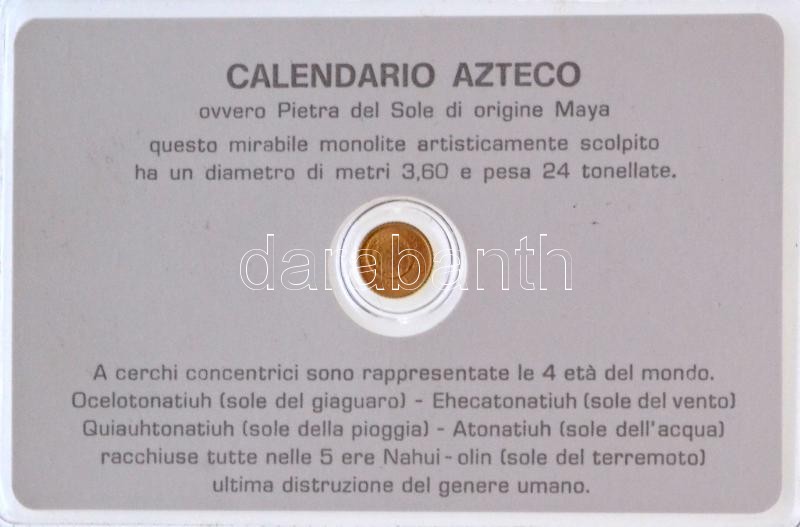 CALENDARIO AZTECO
ovvero Pietra del Sole di origine Maya
questo mirabile monolite artisticamente scolpito
ha un diametro di metri 3,60 e pesa 24 tonellate.
darabanth
A cerchi concentrici sono rappresentate le 4 età del mondo.
Ocelotonatiuh (sole del giaguaro) - Ehecatonatiuh (sole del vento)
Quiauhtonatiuh (sole della pioggia) - Atonatiuh (sole dell'acqua)
racchiuse tutte nelle 5 ere Nahui-olin (sole del terremoto)
ultima distruzione del genere umano.